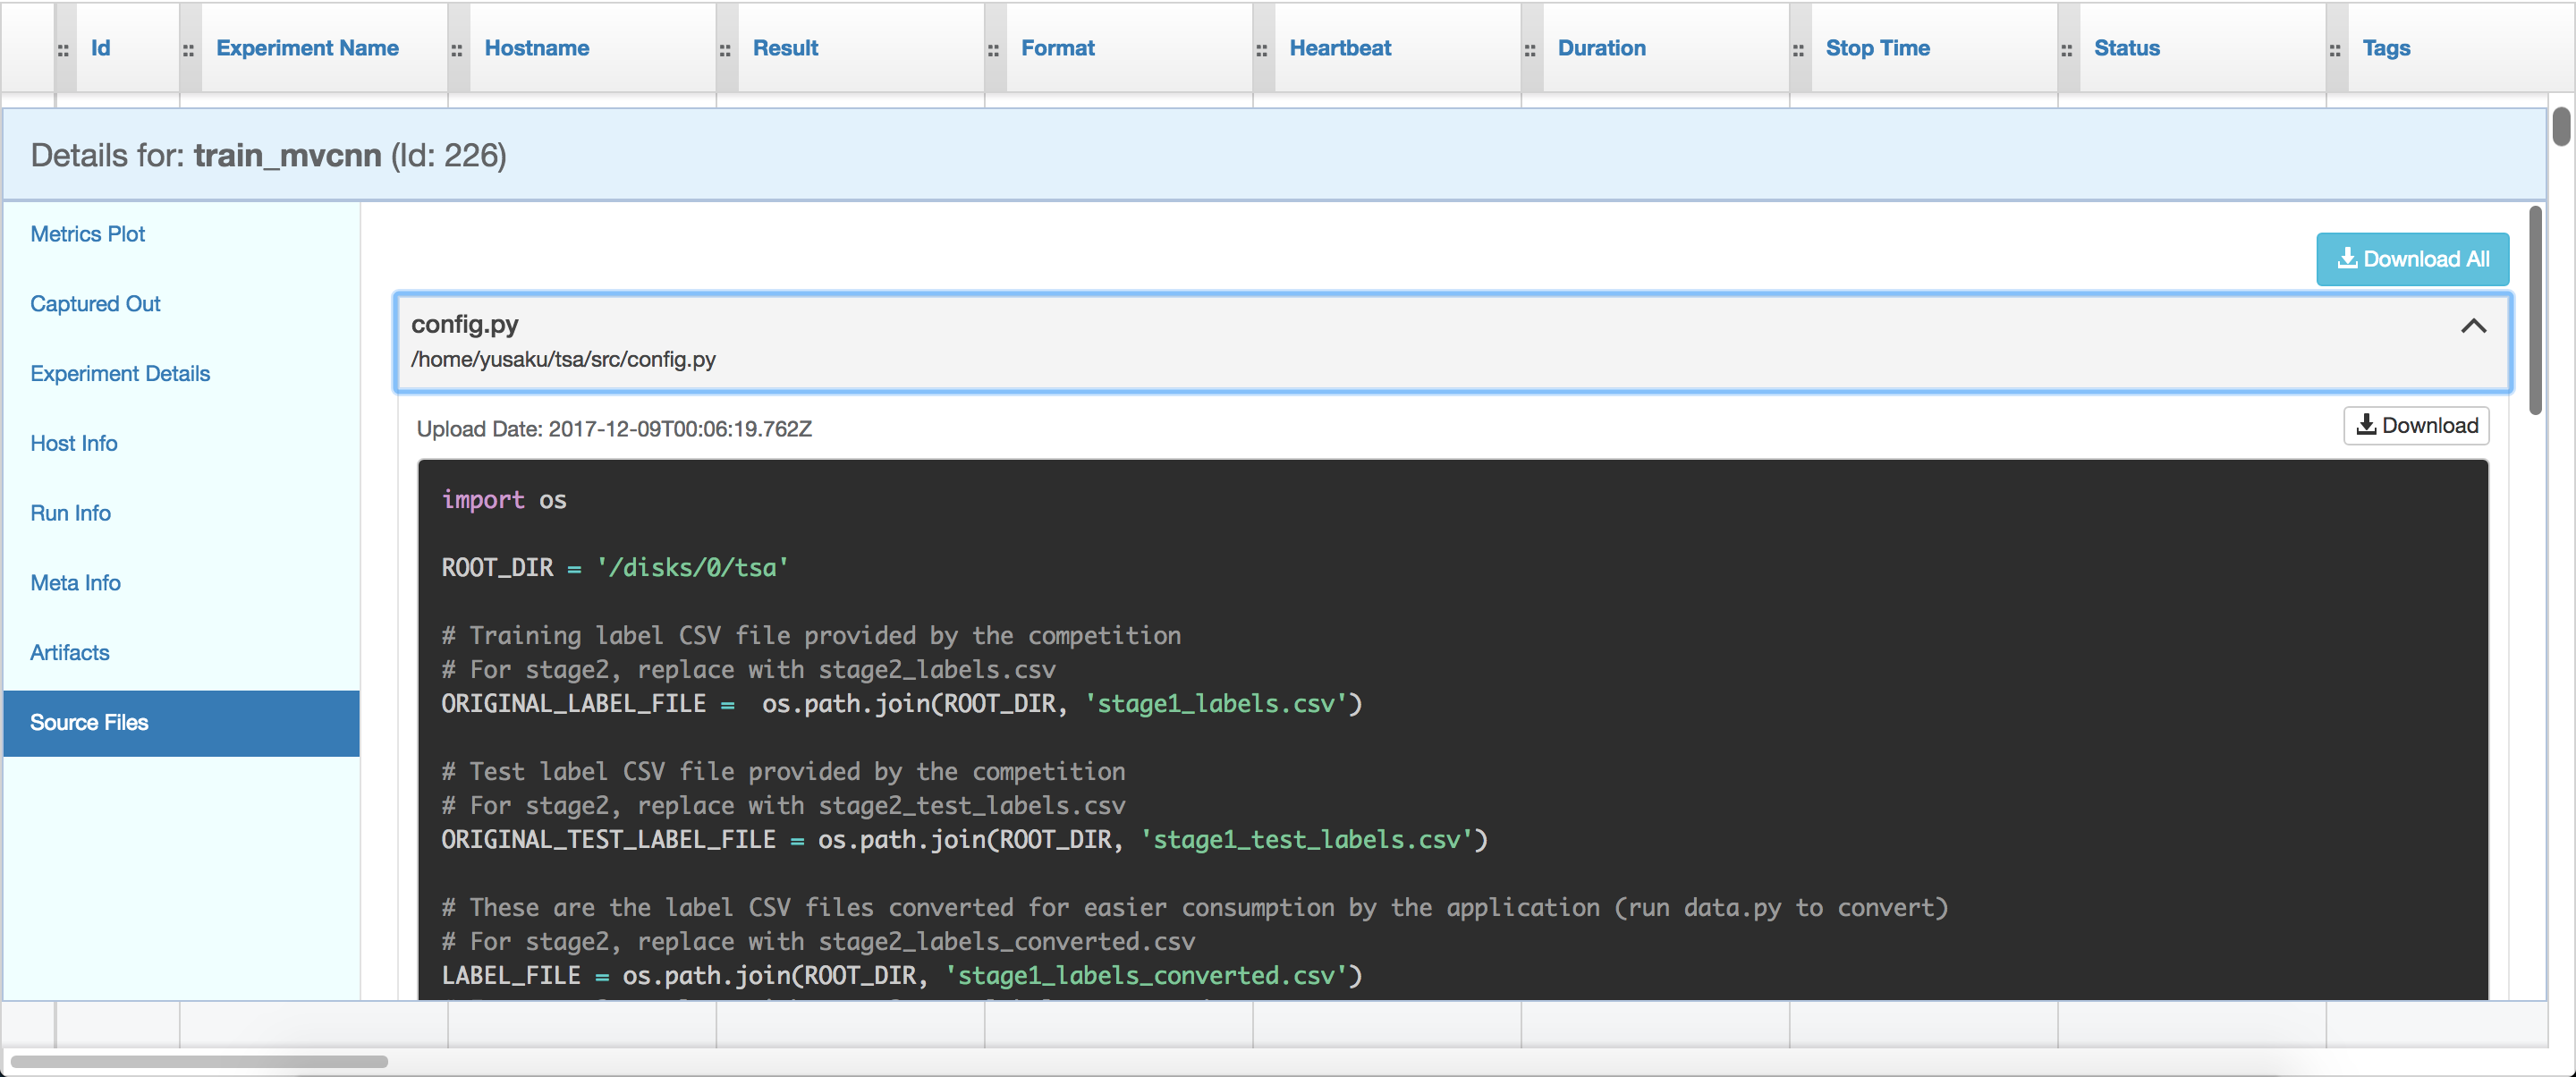 Id Experiment Name Hostname Result Format Heartbeat Duration Stop Time Status Tags
Details for: train_mvcnn (Id: 226)
Metrics Plot
Captured Out
Experiment Details
Host Info
Run Info
Meta Info
Artifacts
Source Files
Download All
config.py
/home/yusaku/tsa/src/config.py
Upload Date: 2017-12-09T00:06:19.762Z
Download
import os
ROOT_DIR = '/disks/0/tsa'
# Training label CSV file provided by the competition
# For stage2, replace with stage2_labels.csv
ORIGINAL_LABEL_FILE =  os.path.join(ROOT_DIR, 'stage1_labels.csv')
# Test label CSV file provided by the competition
# For stage2, replace with stage2_test_labels.csv
ORIGINAL_TEST_LABEL_FILE = os.path.join(ROOT_DIR, 'stage1_test_labels.csv')
# These are the label CSV files converted for easier consumption by the application (run data.py to convert)
# For stage2, replace with stage2_labels_converted.csv
LABEL_FILE = os.path.join(ROOT_DIR, 'stage1_labels_converted.csv')